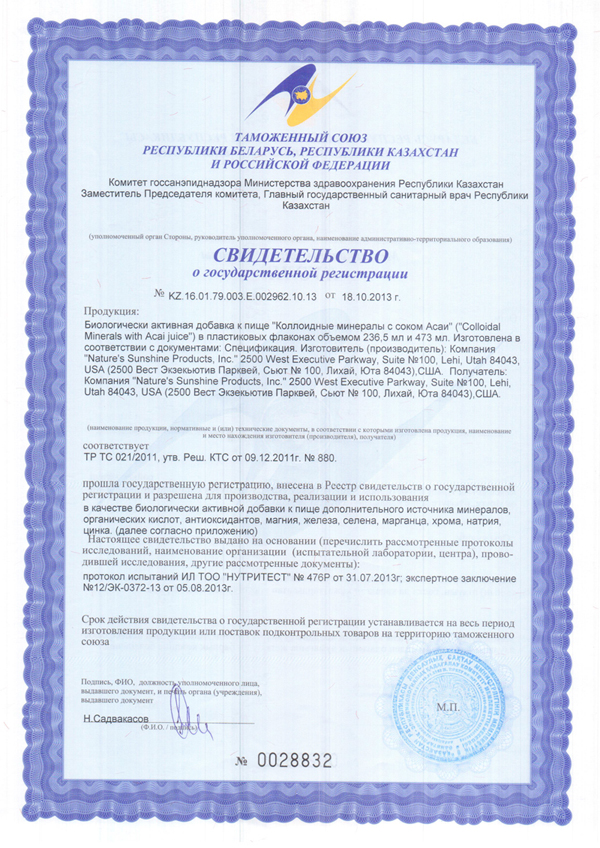 ТАМОЖЕННЫЙ СОЮЗ
РЕСПУБЛИКИ БЕЛАРУСЬ, РЕСПУБЛИКИ КАЗАХСТАН
И РОССИЙСКОЙ ФЕДЕРАЦИИ
Комитет госсанэпиднадзора Министерства здравоохранения Республики Казахстан
Заместитель Председателя комитета, Главный государственный санитарный врач Республики
Казахстан
(уполномоченный орган Стороны, руководитель уполномоченного органа, наименование административно-территориального образования)
СВИДЕТЕЛЬСТВО
о государственной регистрации
№ KZ.16.01.79.003.E.002962.10.13 от 18.10.2013 г.
Продукция:
Биологически активная добавка к пище "Коллоидные минералы с соком Асаи" ("Colloidal
Minerals with Acai juice") в пластиковых флаконах объемом 236,5 мл и 473 мл. Изготовлена в
соответствии с документами: Спецификация. Изготовитель (производитель): Компания
"Nature's Sunshine Products, Inc." 2500 West Executive Parkway, Suite №100, Lehi, Utah 84043,
USA (2500 Вест Экзекьютив Парквей, Сьют № 100, Лихай, Юта 84043),США. Получатель:
Компания "Nature's Sunshine Products, Inc." 2500 West Executive Parkway, Suite №100, Lehi,
Utah 84043, USA (2500 Вест Экзекьютив Парквей, Сьют № 100, Лихай, Юта 84043),США.
(наименование продукции, нормативные и (или) технические документы, в соответствии с которыми изготовлена продукция, наименование
и место нахождения изготовителя (производителя), получателя)
соответствует
ТР ТС 021/2011, утв. Реш. КТС от 09.12.2011г. № 880.
прошла государственную регистрацию, внесена в Реестр свидетельств о государственной
регистрации и разрешена для производства, реализации и использования
в качестве биологически активной добавки к пище дополнительного источника минералов,
органических кислот, антиоксидантов, магния, железа, селена, марганца, хрома, натрия,
цинка. (далее согласно приложению)
Настоящее свидетельство выдано на основании (перечислить рассмотренные протоколы
исследований, наименование организации (испытательной лаборатории, центра), прово-
дившей исследования, другие рассмотренные документы):
протокол испытаний ИЛ ТОО "НУТРИТЕСТ" № 476Р от 31.07.2013г; экспертное заключение
№12/ЭК-0372-13 от 05.08.2013г.
Срок действия свидетельства о государственной регистрации устанавливается на весь период
изготовления продукции или поставок подконтрольных товаров на территорию таможенного
союза
Подпись, ФИО, должность уполномоченного лица,
выдавшего документ, и печать органа (учреждения),
выдавшего документ
Н.Садвакасов
(Ф.И.О. / подпись)
М.П.
№ 0028832